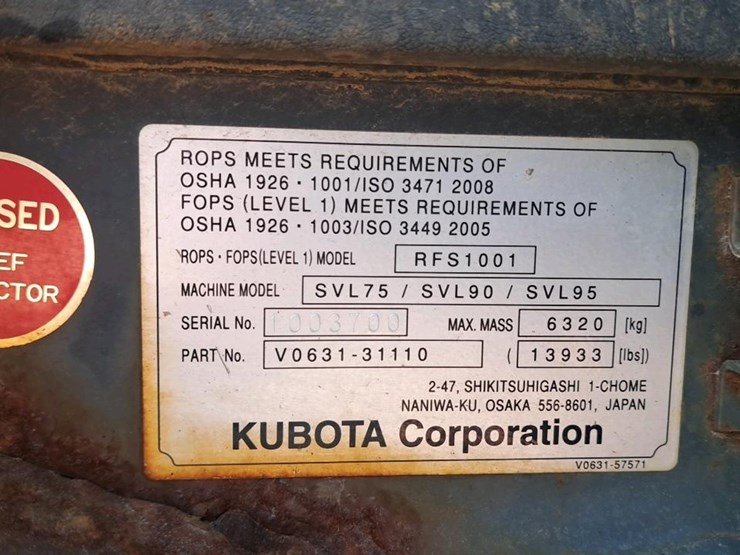 ROPS MEETS REQUIREMENTS OF
OSHA 1926・1001/ISO 3471 2008
FOPS (LEVEL 1) MEETS REQUIREMENTS OF
OSHA 1926・1003/ISO 3449 2005
ROPS・FOPS(LEVEL 1) MODEL RFS1001
MACHINE MODEL SVL75 / SVL90 / SVL95
SERIAL No. MAX. MASS 6320 [kg]
PART No. V0631-31110 ( 13933 [lbs])
2-47, SHIKITSUHIGASHI 1-CHOME
NANIWA-KU, OSAKA 556-8601, JAPAN
KUBOTA Corporation
V0631-57571
SED
EF
CTOR